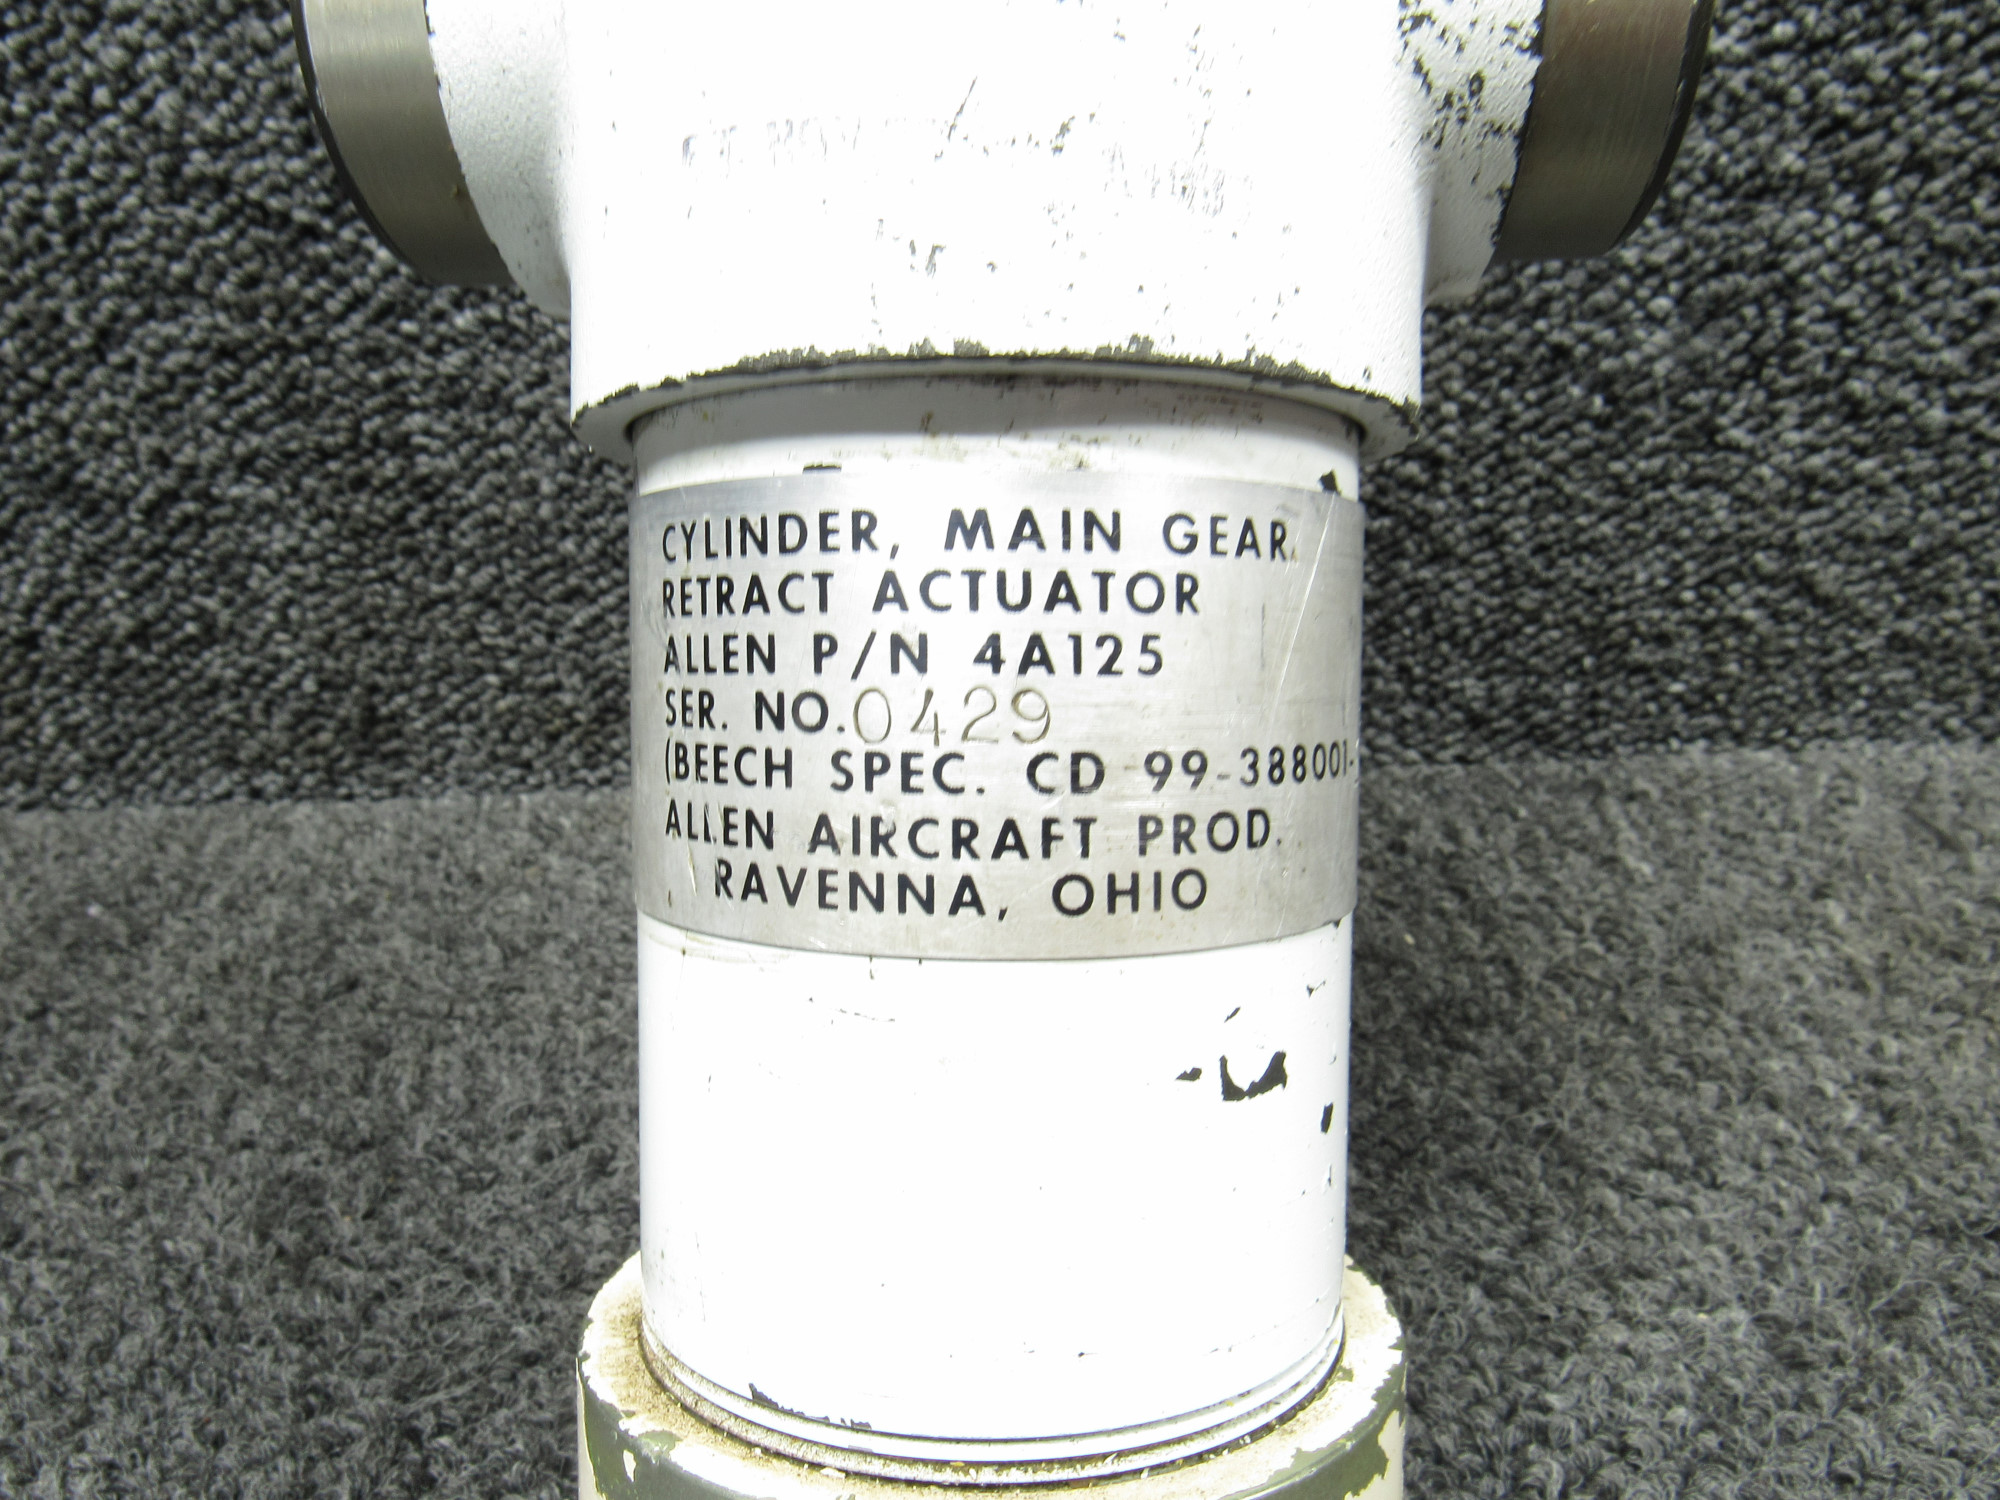 CYLINDER, MAIN GEAR
RETRACT ACTUATOR
ALLEN P/N 4A125
SER. NO. 0429
(BEECH SPEC. CD 99-388001-
ALLEN AIRCRAFT PROD.
RAVENNA, OHIO